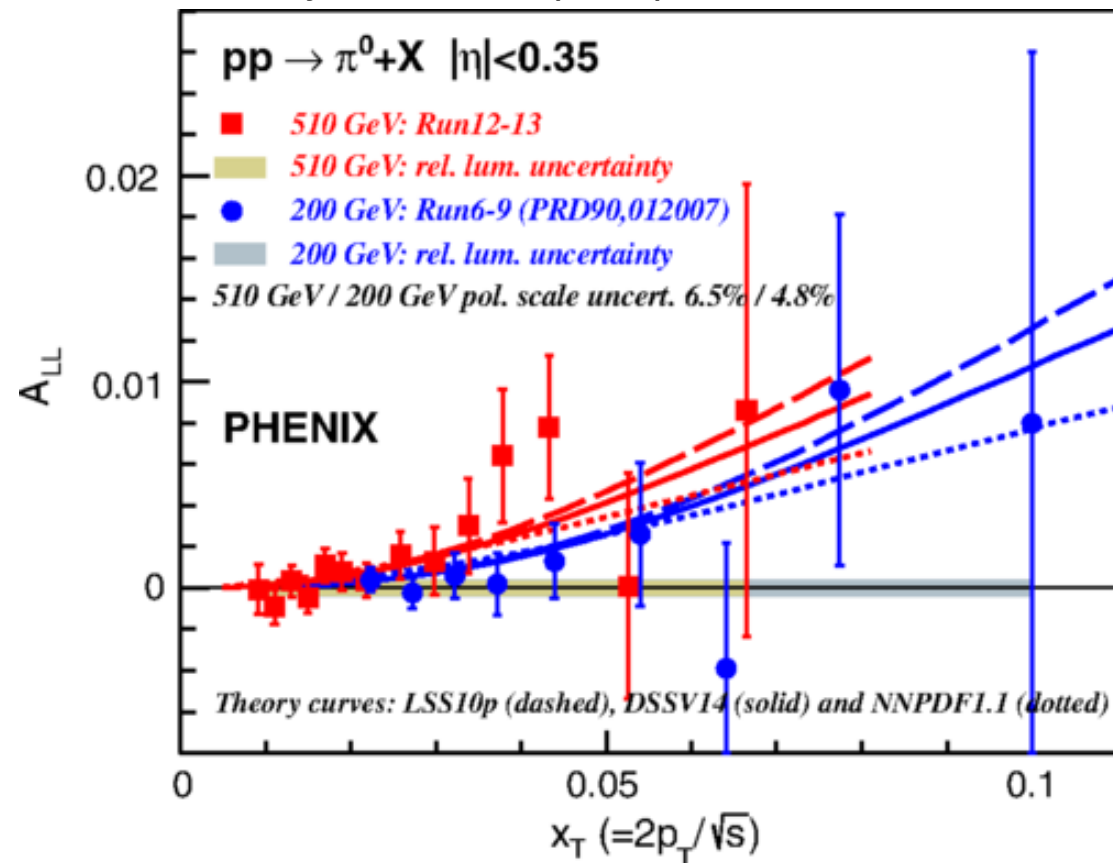 pp → π⁰+X |η|<0.35
510 GeV: Run12-13
510 GeV: rel. lum. uncertainty
200 GeV: Run6-9 (PRD90,012007)
200 GeV: rel. lum. uncertainty
510 GeV / 200 GeV pol. scale uncert. 6.5% / 4.8%
0.02
A_LL
0.01
PHENIX
0
Theory curves: LSS10p (dashed), DSSV14 (solid) and NNPDF1.1 (dotted)
0 0.05 0.1
x_T (=2p_T/√s)